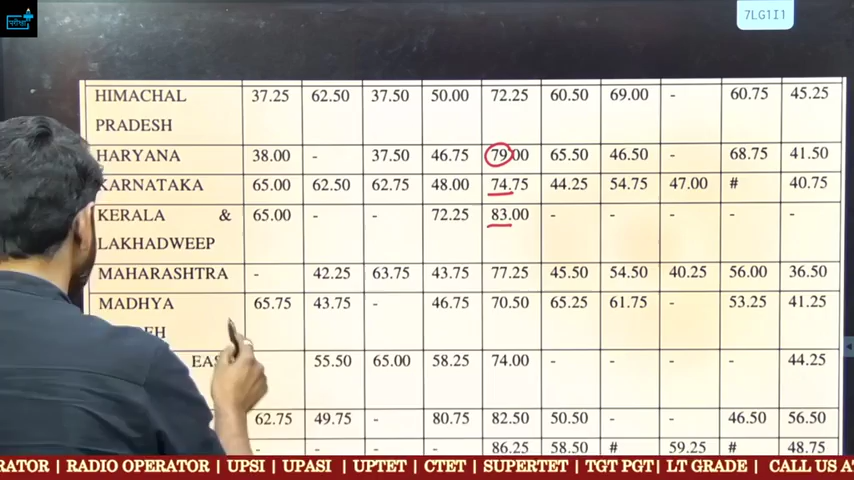 परीक्षा
7LG1I1
HIMACHAL 37.25 62.50 37.50 50.00 72.25 60.50 69.00 - 60.75 45.25
PRADESH
HARYANA 38.00 - 37.50 46.75 79.00 65.50 46.50 - 68.75 41.50
KARNATAKA 65.00 62.50 62.75 48.00 74.75 44.25 54.75 47.00 # 40.75
KERALA & 65.00 - - 72.25 83.00 - - - - -
LAKHADWEEP
MAHARASHTRA - 42.25 63.75 43.75 77.25 45.50 54.50 40.25 56.00 36.50
MADHYA 65.75 43.75 - 46.75 70.50 65.25 61.75 - 53.25 41.25
EH
EAS 55.50 65.00 58.25 74.00 - - - - 44.25
62.75 49.75 - 80.75 82.50 50.50 - - 46.50 56.50
- - - - 86.25 58.50 # 59.25 # 48.75
RATOR | RADIO OPERATOR | UPSI | UPASI | UPTET | CTET | SUPERTET | TGT PGT| LT GRADE | CALL US AT